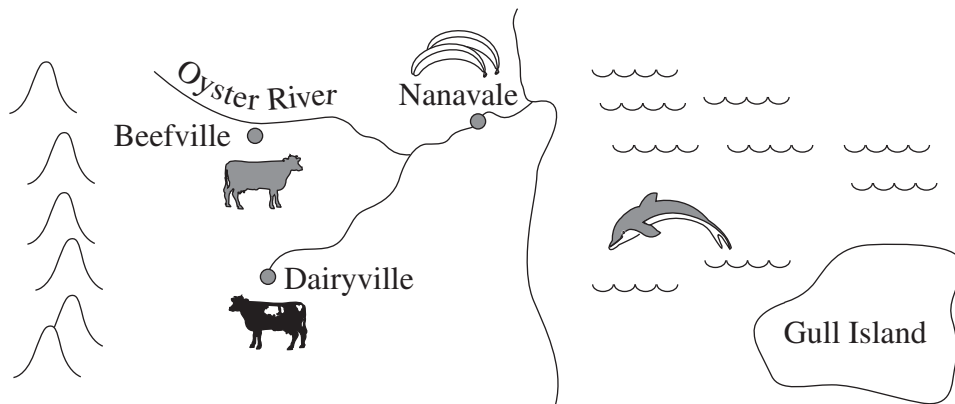 Oyster River
Nanavale
Beefville
Dairyville
Gull Island